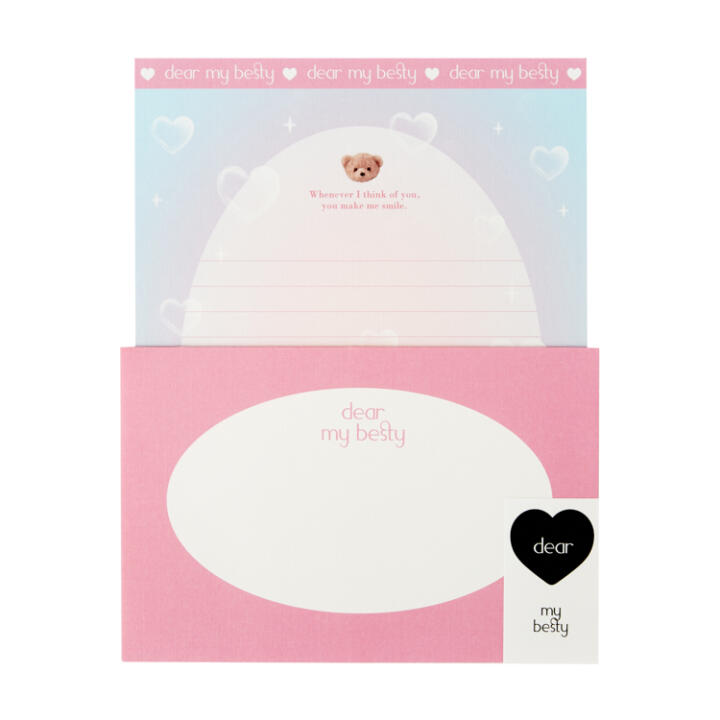 dear my besty dear my besty dear my besty
Whenever I think of you,
you make me smile.
dear
my besty
dear
my
besty